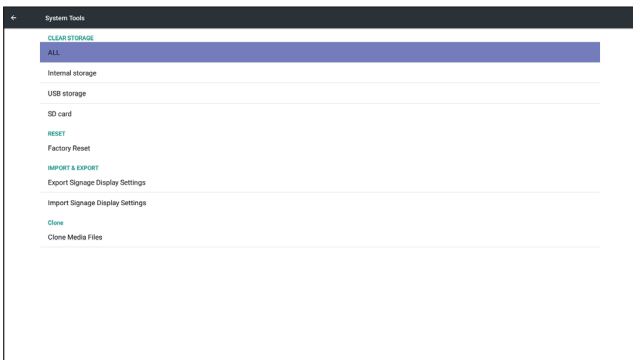 System Tools
CLEAR STORAGE
ALL
Internal storage
USB storage
SD card
RESET
Factory Reset
IMPORT & EXPORT
Export Signage Display Settings
Import Signage Display Settings
Clone
Clone Media Files